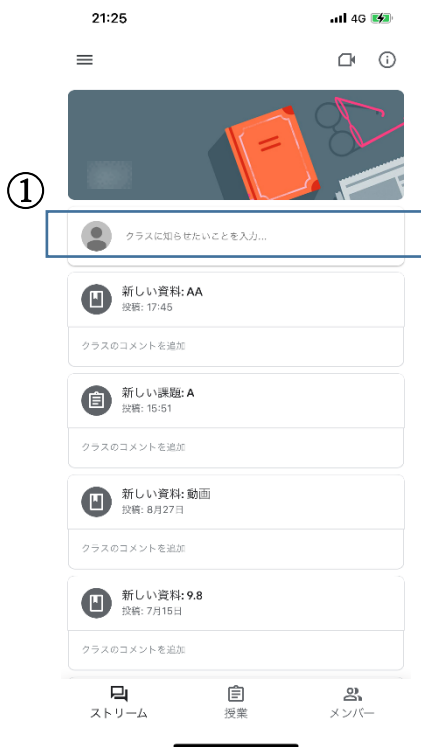 21:25
4G
①
クラスに知らせたいことを入力...
新しい資料: AA
投稿: 17:45
クラスのコメントを追加
新しい課題: A
投稿: 15:51
クラスのコメントを追加
新しい資料: 動画
投稿: 8月27日
クラスのコメントを追加
新しい資料: 9.8
投稿: 7月15日
クラスのコメントを追加
ストリーム
授業
メンバー